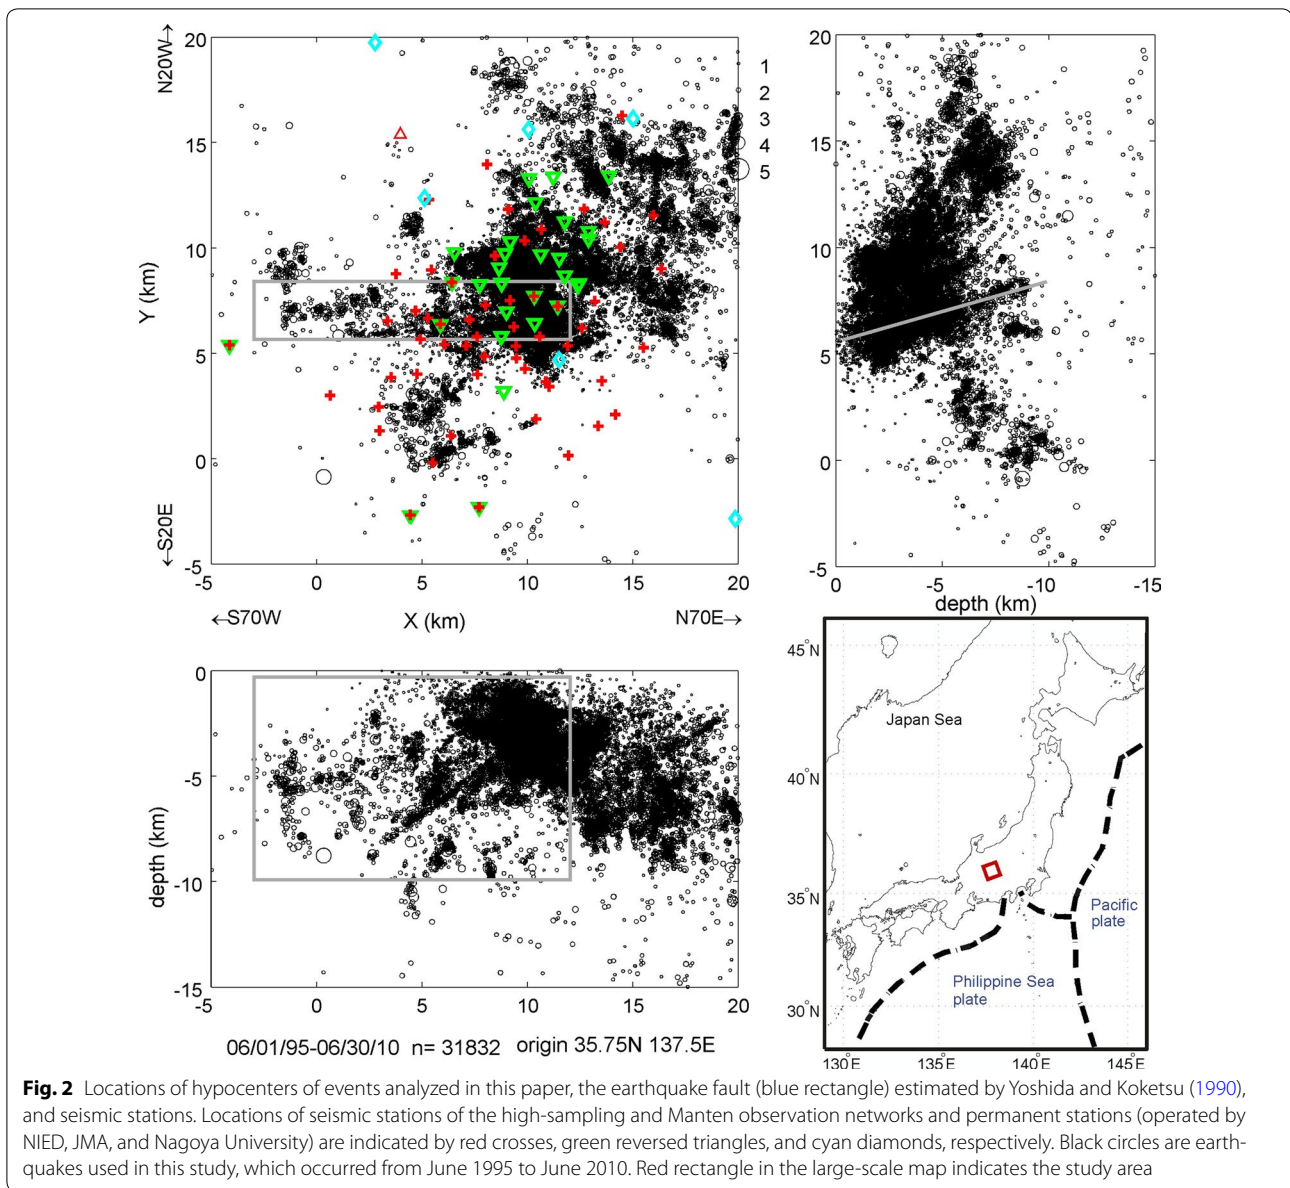 N20W→
20
15
10
5
0
-5
Y (km)
←S20E
-5
0
5
10
15
20
←S70W
X (km)
N70E→
1
2
3
4
5
20
15
10
5
0
-5
0
-5
-10
-15
depth (km)
0
-5
-10
-15
depth (km)
-5
0
5
10
15
20
06/01/95-06/30/10 n= 31832 origin 35.75N 137.5E
45°N
40°N
35°N
30°N
130°E
135°E
140°E
145°E
Japan Sea
Pacific
plate
Philippine Sea
plate
Fig. 2 Locations of hypocenters of events analyzed in this paper, the earthquake fault (blue rectangle) estimated by Yoshida and Koketsu (1990),
and seismic stations. Locations of seismic stations of the high-sampling and Manten observation networks and permanent stations (operated by
NIED, JMA, and Nagoya University) are indicated by red crosses, green reversed triangles, and cyan diamonds, respectively. Black circles are earth-
quakes used in this study, which occurred from June 1995 to June 2010. Red rectangle in the large-scale map indicates the study area